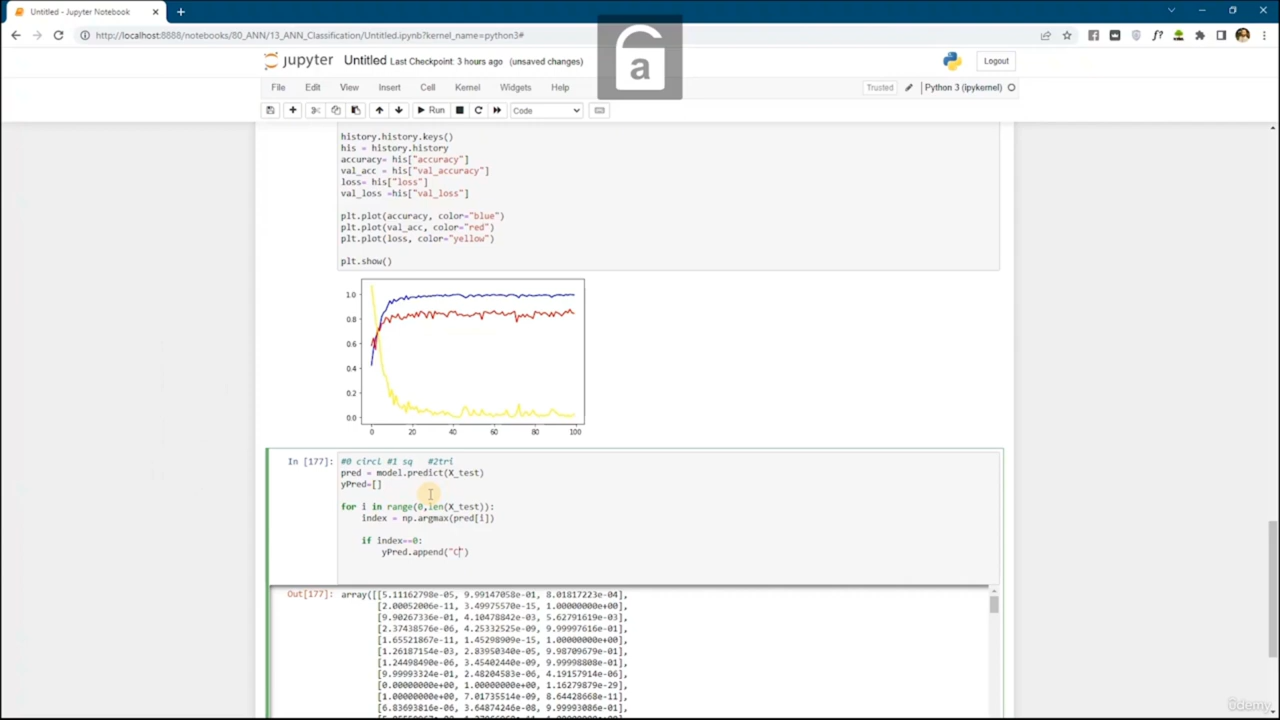 Untitled - Jupyter Notebook
http://localhost:8888/notebooks/80_ANN/13_ANN_Classification/Untitled.ipynb?kernel_name=python3#
a
jupyter Untitled Last Checkpoint: 3 hours ago (unsaved changes)
Logout
File Edit View Insert Cell Kernel Widgets Help
Trusted Python 3 (ipykernel)
Run Code
history.history.keys()
his = history.history
accuracy= his["accuracy"]
val_acc = his["val_accuracy"]
loss= his["loss"]
val_loss =his["val_loss"]
plt.plot(accuracy, color="blue")
plt.plot(val_acc, color="red")
plt.plot(loss, color="yellow")
plt.show()
1.0
0.8
0.6
0.4
0.2
0.0
0 20 40 60 80 100
In [177]: #0 circl #1 sq #2tri
pred = model.predict(X_test)
yPred=[]
for i in range(0,len(X_test)):
index = np.argmax(pred[i])
if index==0:
yPred.append("C")
Out[177]: array([[5.11162798e-05, 9.99147058e-01, 8.01817223e-04],
[2.00052006e-11, 3.49975570e-15, 1.00000000e+00],
[9.90267336e-01, 4.10478842e-03, 5.62791619e-03],
[2.37438576e-06, 4.25332529e-09, 9.99997616e-01],
[1.65521867e-11, 1.45298909e-15, 1.00000000e+00],
[1.26187154e-03, 2.83940350e-05, 9.98709679e-01],
[1.24498490e-06, 3.45402440e-09, 9.99998808e-01],
[9.99993324e-01, 2.48204583e-06, 4.19157914e-06],
[0.00000000e+00, 1.00000000e+00, 1.16279879e-29],
[1.00000000e+00, 7.01735514e-09, 8.64428668e-11],
[6.83693816e-06, 3.64874246e-08, 9.99993086e-01],
ûdemy